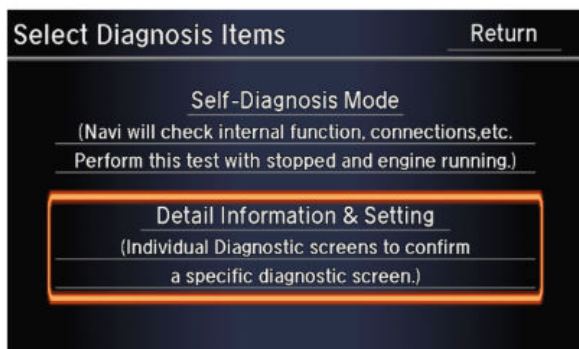 Select Diagnosis Items
Return
Self-Diagnosis Mode
(Navi will check internal function, connections,etc.
Perform this test with stopped and engine running.)
Detail Information & Setting
(Individual Diagnostic screens to confirm
a specific diagnostic screen.)